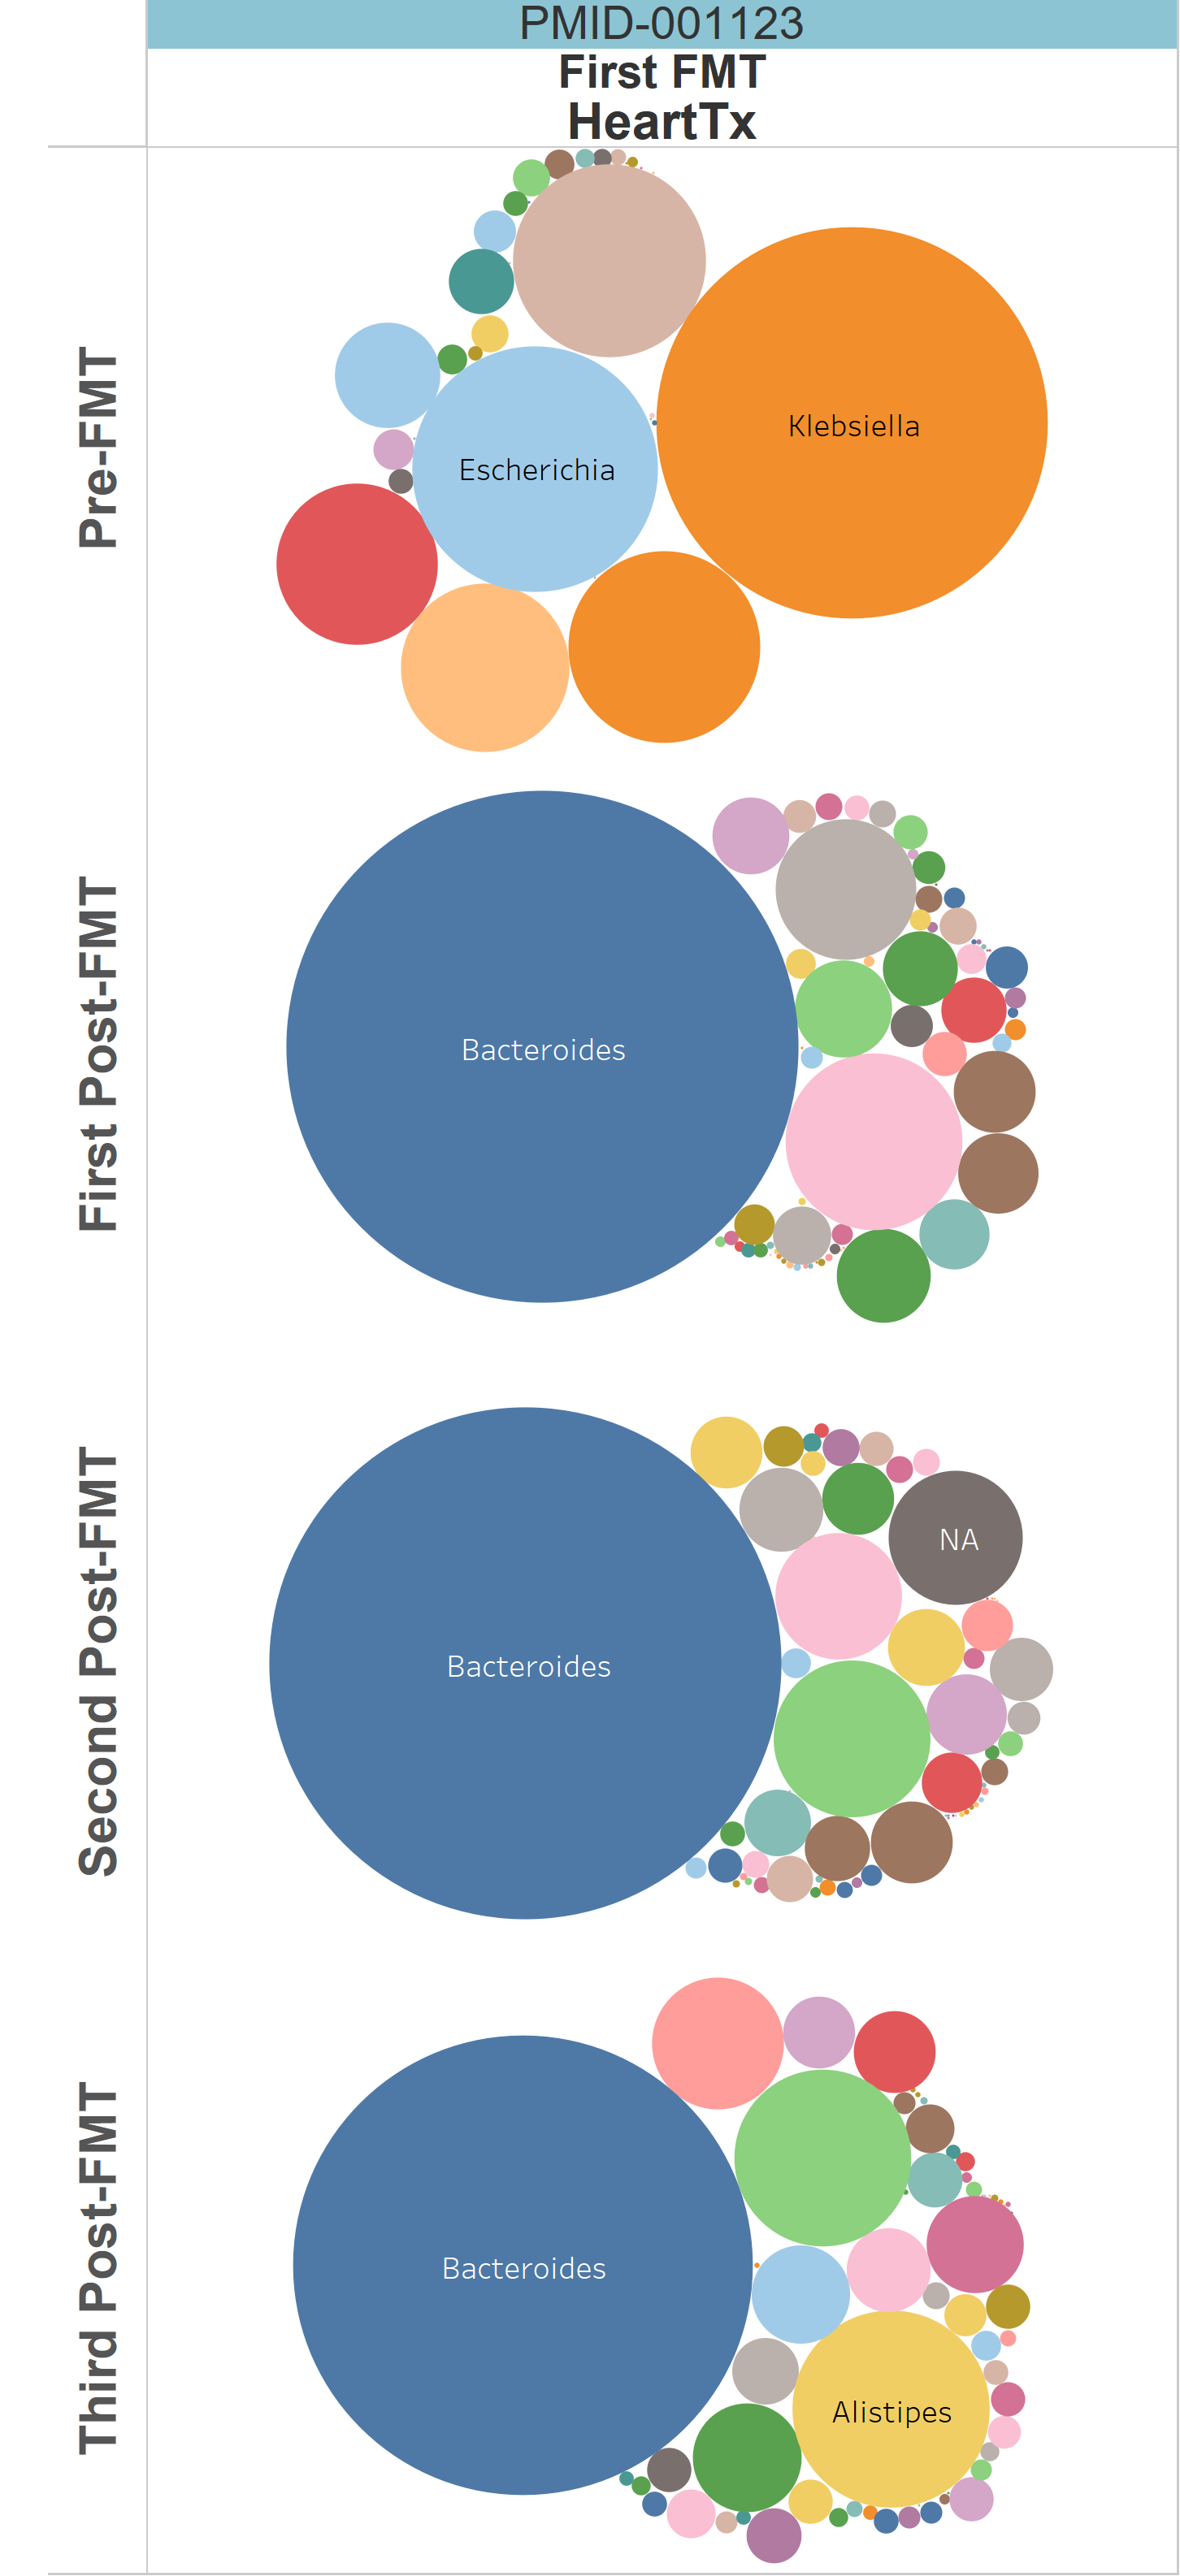 PMID-001123
First FMT
HeartTx
Pre-FMT
Klebsiella
Escherichia
First Post-FMT
Bacteroides
Second Post-FMT
NA
Bacteroides
Third Post-FMT
Bacteroides
Alistipes